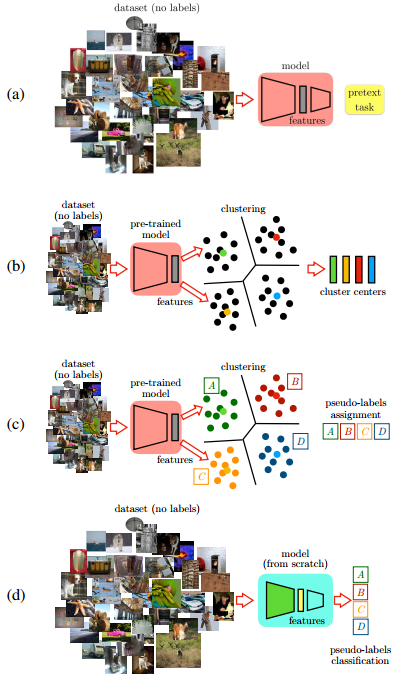 dataset (no labels)
(a)
model
features
pretext
task
(b)
dataset
(no labels)
pre-trained
model
features
clustering
cluster centers
(c)
dataset
(no labels)
pre-trained
model
features
clustering
A
B
C
D
pseudo-labels
assignment
A B C D
(d)
dataset (no labels)
model
(from scratch)
features
A
B
C
D
pseudo-labels
classification